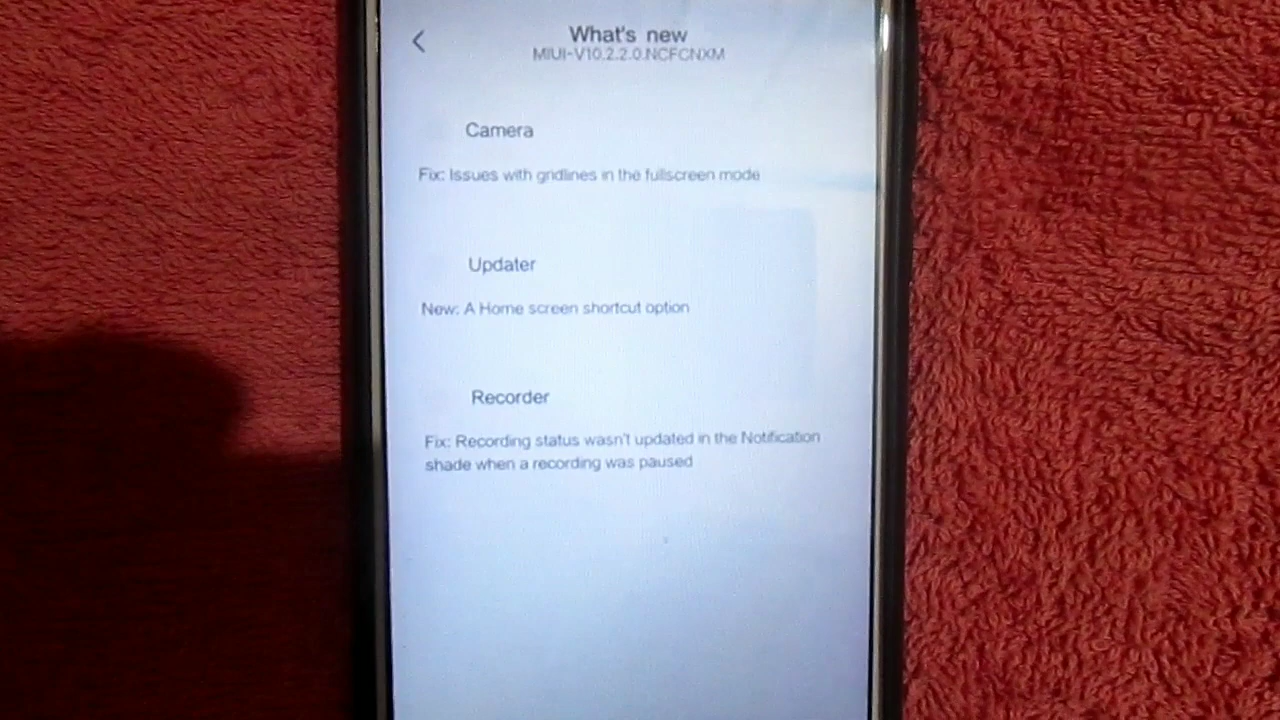 What's new
MIUI-V10.2.2.0.NCFCNXM
Camera
Fix: Issues with gridlines in the fullscreen mode
Updater
New: A Home screen shortcut option
Recorder
Fix: Recording status wasn't updated in the Notification
shade when a recording was paused